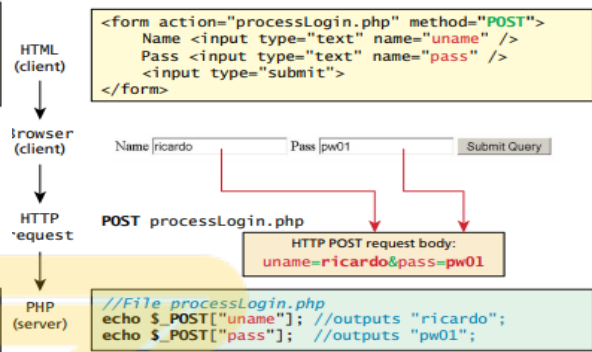 <form action="processLogin.php" method="POST">
Name <input type="text" name="uname" />
Pass <input type="text" name="pass" />
<input type="submit">
</form>
HTML
(client)
Browser
(client)
Name ricardo Pass pw01 Submit Query
HTTP
request
POST processLogin.php
HTTP POST request body:
uname=ricardo&pass=pw01
PHP
(server)
//File processLogin.php
echo $_POST["uname"]; //outputs "ricardo";
echo $_POST["pass"]; //outputs "pw01";